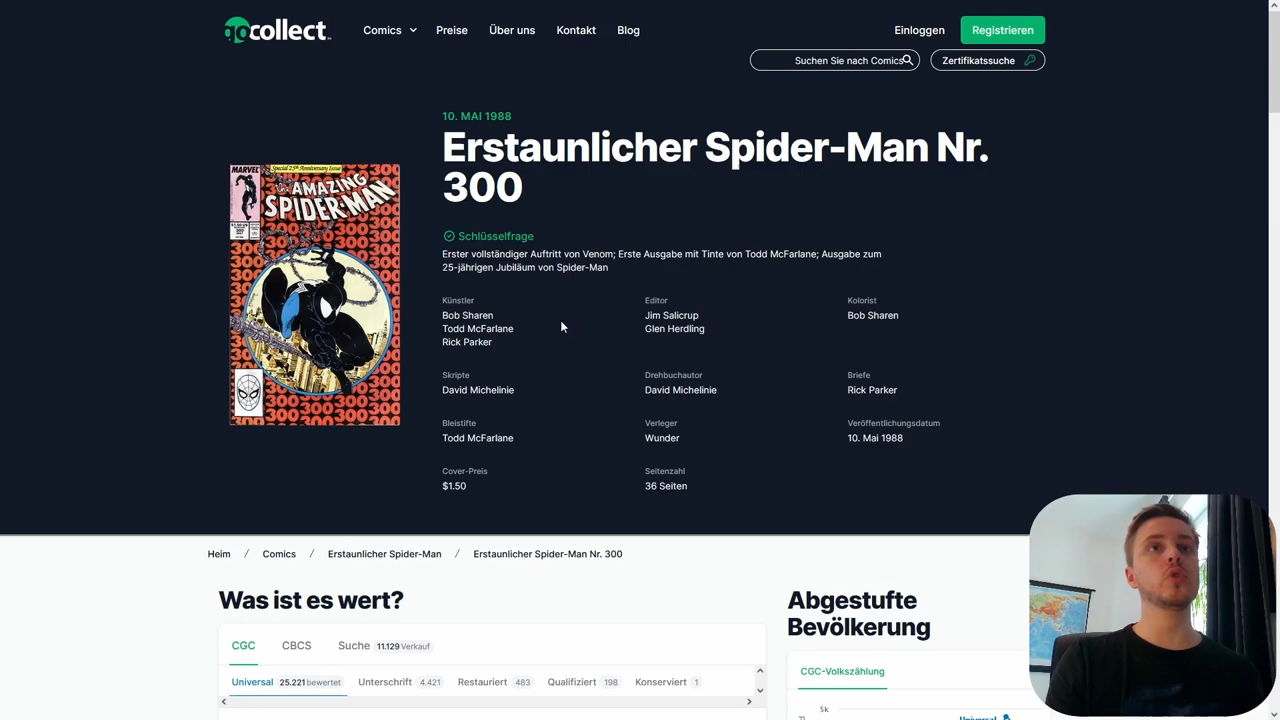 gocollect
Comics
Preise
Über uns
Kontakt
Blog
Einloggen
Registrieren
Suchen Sie nach Comics
Zertifikatssuche
10. MAI 1988
Erstaunlicher Spider-Man Nr.
300
Schlüsselfrage
Erster vollständiger Auftritt von Venom; Erste Ausgabe mit Tinte von Todd McFarlane; Ausgabe zum
25-jährigen Jubiläum von Spider-Man
MARVEL
Special 25th Anniversary Issue
the AMAZING
SPIDER-MAN
Künstler
Bob Sharen
Todd McFarlane
Rick Parker
Editor
Jim Salicrup
Glen Herdling
Kolorist
Bob Sharen
Skripte
David Michelinie
Drehbuchautor
David Michelinie
Briefe
Rick Parker
Bleistifte
Todd McFarlane
Verleger
Wunder
Veröffentlichungsdatum
10. Mai 1988
Cover-Preis
$1.50
Seitenzahl
36 Seiten
Heim / Comics / Erstaunlicher Spider-Man / Erstaunlicher Spider-Man Nr. 300
Was ist es wert?
CGC
CBCS
Suche 11.129 Verkauf
Universal 25.221 bewertet
Unterschrift 4.421
Restauriert 483
Qualifiziert 198
Konserviert 1
Abgestufte
Bevölkerung
CGC-Volkszählung
5k
Universal